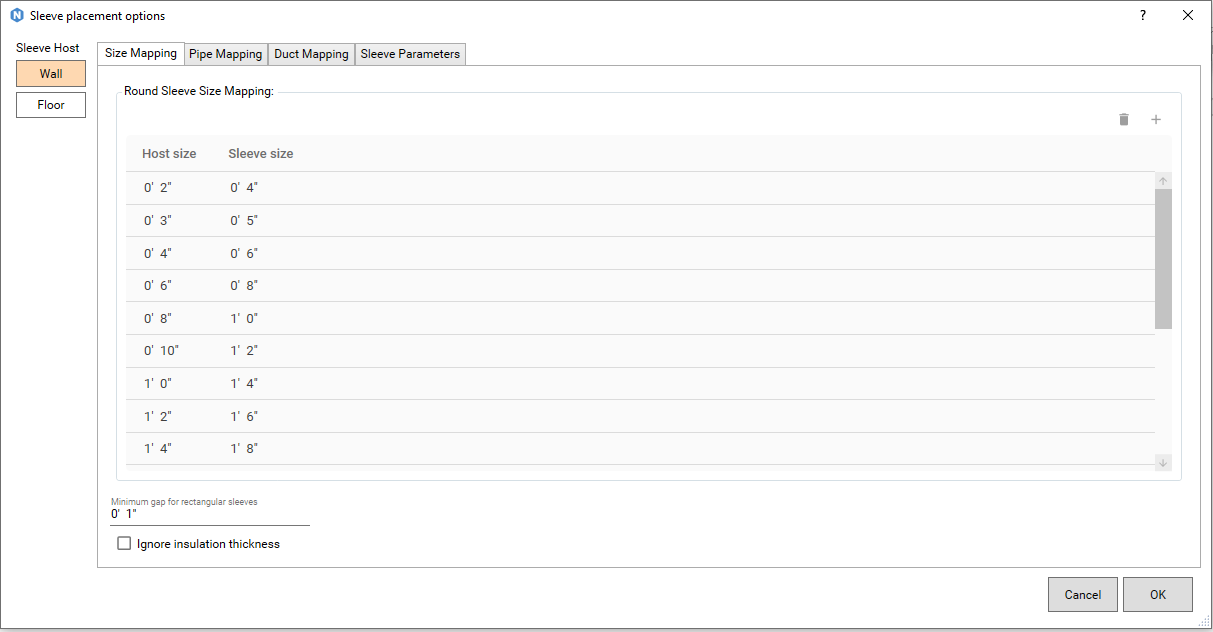 Sleeve placement options
?
Sleeve Host
Wall
Floor
Size Mapping Pipe Mapping Duct Mapping Sleeve Parameters
Round Sleeve Size Mapping:
Host size Sleeve size
0' 2" 0' 4"
0' 3" 0' 5"
0' 4" 0' 6"
0' 6" 0' 8"
0' 8" 1' 0"
0' 10" 1' 2"
1' 0" 1' 4"
1' 2" 1' 6"
1' 4" 1' 8"
Minimum gap for rectangular sleeves
0' 1"
Ignore insulation thickness
Cancel OK